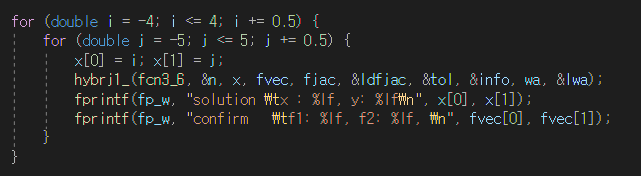 for (double i = -4; i <= 4; i += 0.5) {
for (double j = -5; j <= 5; j += 0.5) {
x[0] = i; x[1] = j;
hybrj1_(fcn3_6, &n, x, fvec, fjac, &ldfjac, &tol, &info, wa, &lwa);
fprintf(fp_w, "solution ₩tx : %lf, y: %lf₩n", x[0], x[1]);
fprintf(fp_w, "confirm   ₩tf1: %lf, f2: %lf, ₩n", fvec[0], fvec[1]);
}
}